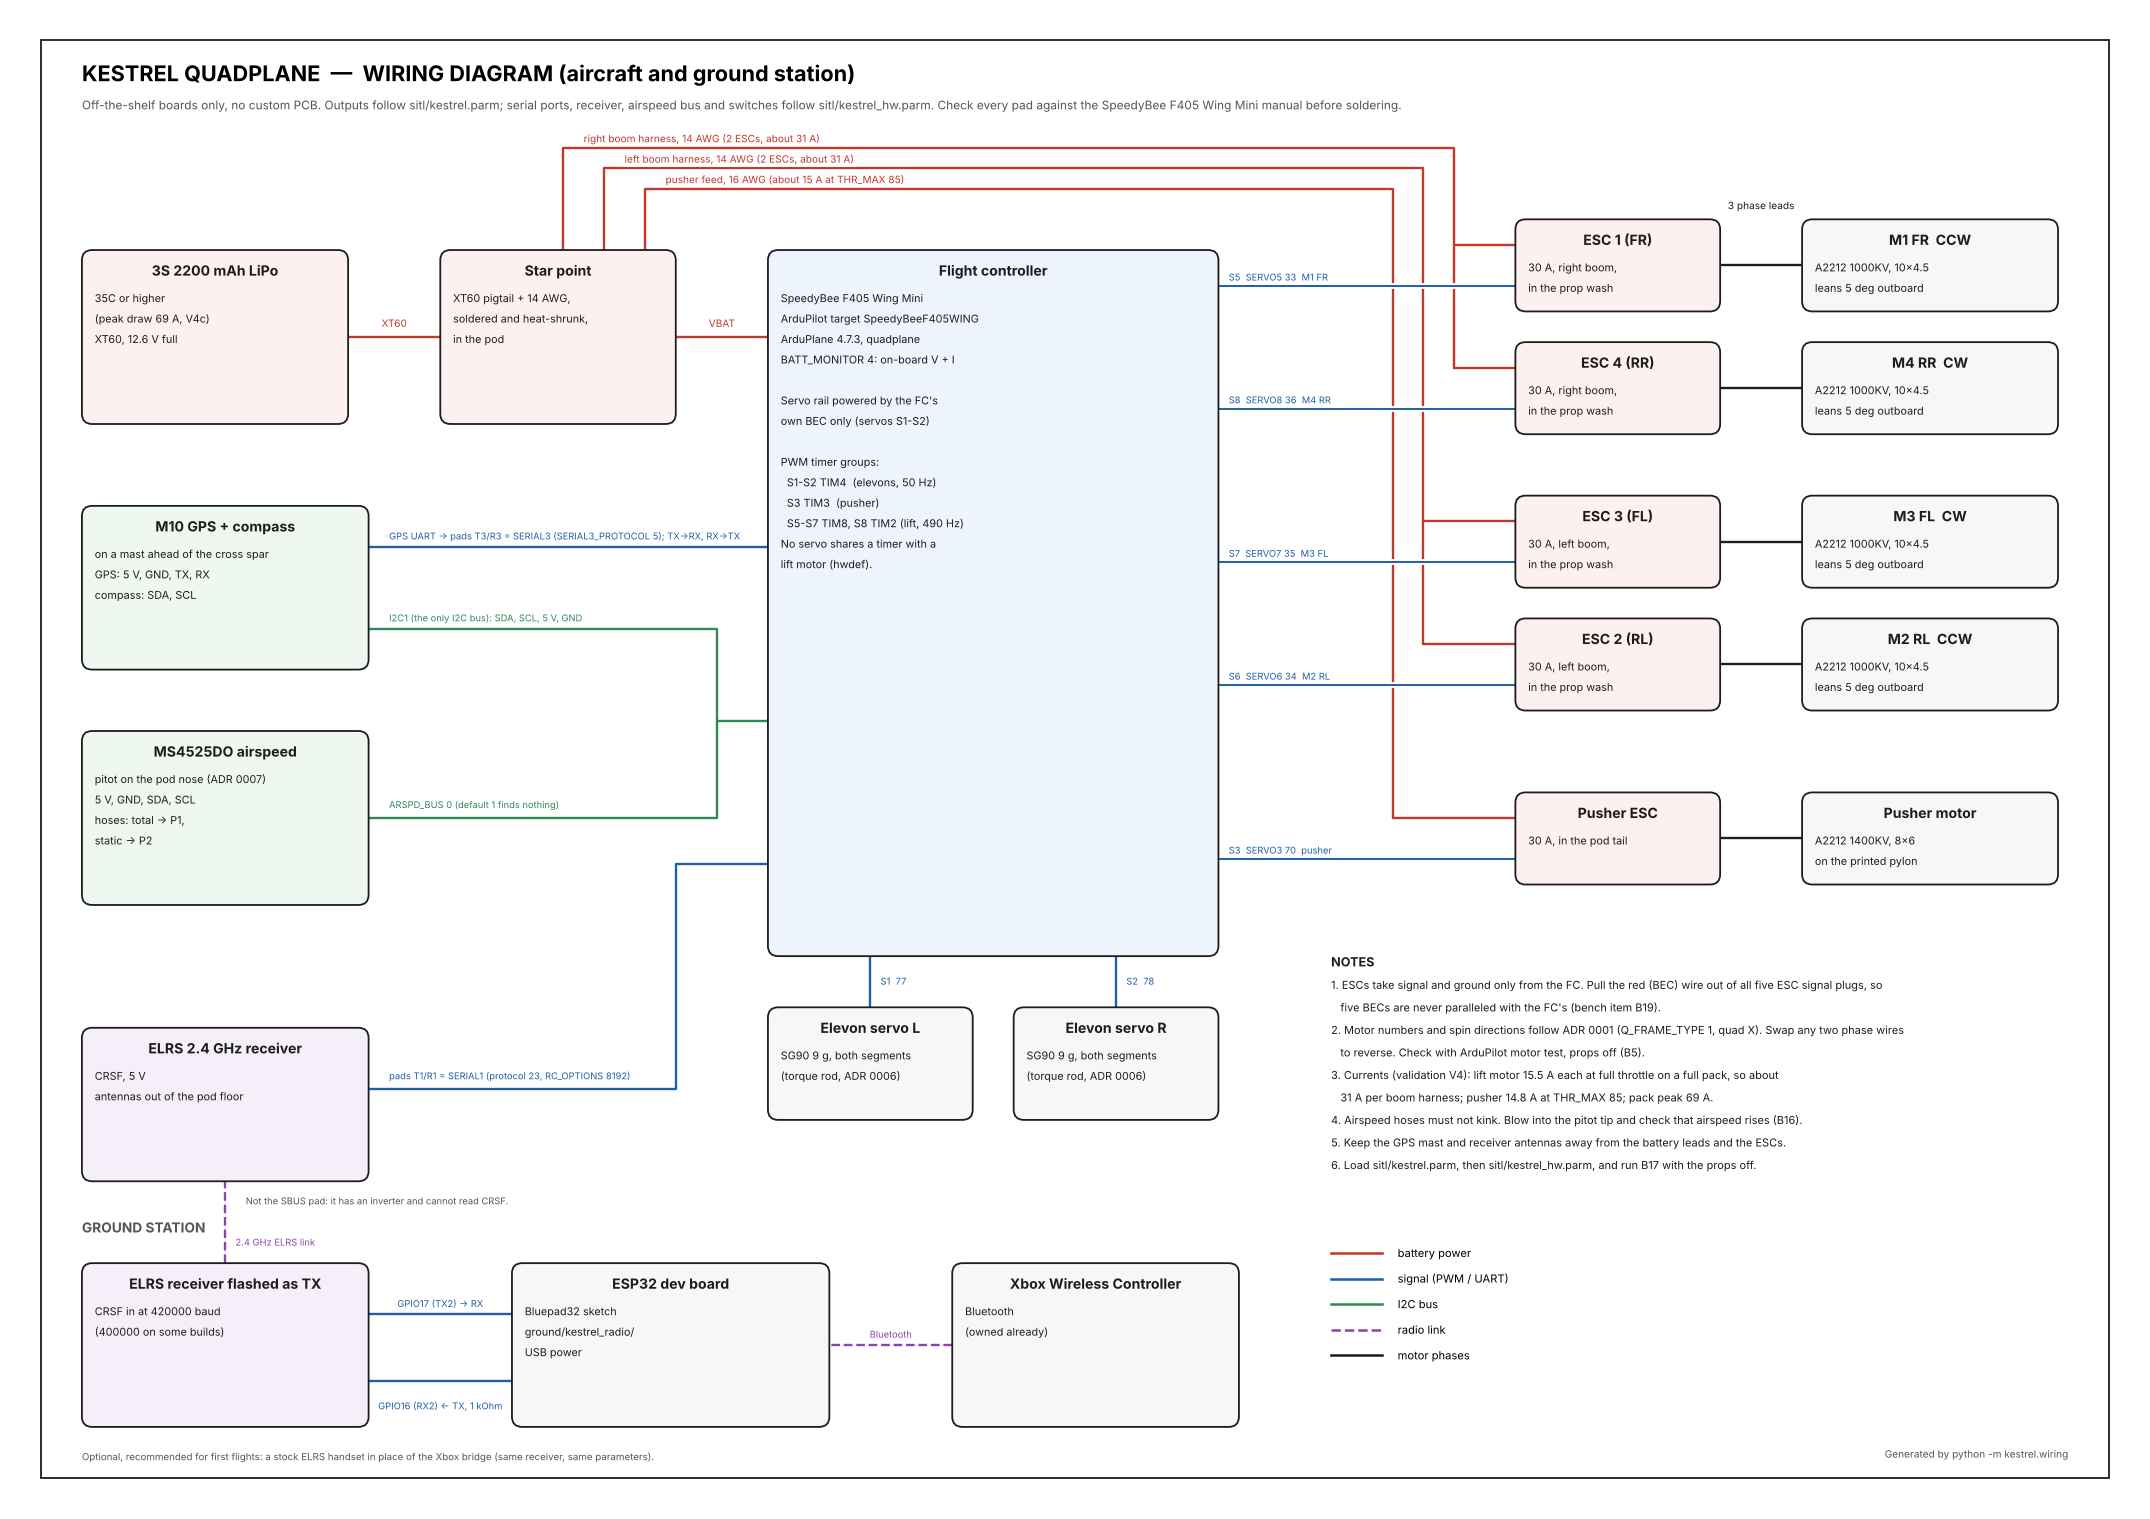 KESTREL QUADPLANE — WIRING DIAGRAM (aircraft and ground station)
Off-the-shelf boards only, no custom PCB. Outputs follow sitl/kestrel.parm; serial ports, receiver, airspeed bus and switches follow sitl/kestrel_hw.parm. Check every pad against the SpeedyBee F405 Wing Mini manual before soldering.
right boom harness, 14 AWG (2 ESCs, about 31 A)
left boom harness, 14 AWG (2 ESCs, about 31 A)
pusher feed, 16 AWG (about 15 A at THR_MAX 85)
3S 2200 mAh LiPo
35C or higher
(peak draw 69 A, V4c)
XT60, 12.6 V full
XT60
Star point
XT60 pigtail + 14 AWG,
soldered and heat-shrunk,
in the pod
VBAT
Flight controller
SpeedyBee F405 Wing Mini
ArduPilot target SpeedyBeeF405WING
ArduPlane 4.7.3, quadplane
BATT_MONITOR 4: on-board V + I
Servo rail powered by the FC's
own BEC only (servos S1-S2)
PWM timer groups:
S1-S2 TIM4 (elevons, 50 Hz)
S3 TIM3 (pusher)
S5-S7 TIM8, S8 TIM2 (lift, 490 Hz)
No servo shares a timer with a
lift motor (hwdef).
S5 SERVO5 33 M1 FR
S8 SERVO8 36 M4 RR
S7 SERVO7 35 M3 FL
S6 SERVO6 34 M2 RL
S3 SERVO3 70 pusher
3 phase leads
ESC 1 (FR)
30 A, right boom,
in the prop wash
M1 FR CCW
A2212 1000KV, 10×4.5
leans 5 deg outboard
ESC 4 (RR)
30 A, right boom,
in the prop wash
M4 RR CW
A2212 1000KV, 10×4.5
leans 5 deg outboard
ESC 3 (FL)
30 A, left boom,
in the prop wash
M3 FL CW
A2212 1000KV, 10×4.5
leans 5 deg outboard
ESC 2 (RL)
30 A, left boom,
in the prop wash
M2 RL CCW
A2212 1000KV, 10×4.5
leans 5 deg outboard
Pusher ESC
30 A, in the pod tail
Pusher motor
A2212 1400KV, 8×6
on the printed pylon
M10 GPS + compass
on a mast ahead of the cross spar
GPS: 5 V, GND, TX, RX
compass: SDA, SCL
GPS UART → pads T3/R3 = SERIAL3 (SERIAL3_PROTOCOL 5); TX→RX, RX→TX
I2C1 (the only I2C bus): SDA, SCL, 5 V, GND
MS4525DO airspeed
pitot on the pod nose (ADR 0007)
5 V, GND, SDA, SCL
hoses: total → P1,
static → P2
ARSPD_BUS 0 (default 1 finds nothing)
S1 77
S2 78
Elevon servo L
SG90 9 g, both segments
(torque rod, ADR 0006)
Elevon servo R
SG90 9 g, both segments
(torque rod, ADR 0006)
ELRS 2.4 GHz receiver
CRSF, 5 V
antennas out of the pod floor
pads T1/R1 = SERIAL1 (protocol 23, RC_OPTIONS 8192)
Not the SBUS pad: it has an inverter and cannot read CRSF.
NOTES
1. ESCs take signal and ground only from the FC. Pull the red (BEC) wire out of all five ESC signal plugs, so
five BECs are never paralleled with the FC's (bench item B19).
2. Motor numbers and spin directions follow ADR 0001 (Q_FRAME_TYPE 1, quad X). Swap any two phase wires
to reverse. Check with ArduPilot motor test, props off (B5).
3. Currents (validation V4): lift motor 15.5 A each at full throttle on a full pack, so about
31 A per boom harness; pusher 14.8 A at THR_MAX 85; pack peak 69 A.
4. Airspeed hoses must not kink. Blow into the pitot tip and check that airspeed rises (B16).
5. Keep the GPS mast and receiver antennas away from the battery leads and the ESCs.
6. Load sitl/kestrel.parm, then sitl/kestrel_hw.parm, and run B17 with the props off.
GROUND STATION
2.4 GHz ELRS link
ELRS receiver flashed as TX
CRSF in at 420000 baud
(400000 on some builds)
GPIO17 (TX2) → RX
GPIO16 (RX2) ← TX, 1 kOhm
ESP32 dev board
Bluepad32 sketch
ground/kestrel_radio/
USB power
Bluetooth
Xbox Wireless Controller
Bluetooth
(owned already)
battery power
signal (PWM / UART)
I2C bus
radio link
motor phases
Optional, recommended for first flights: a stock ELRS handset in place of the Xbox bridge (same receiver, same parameters).
Generated by python -m kestrel.wiring